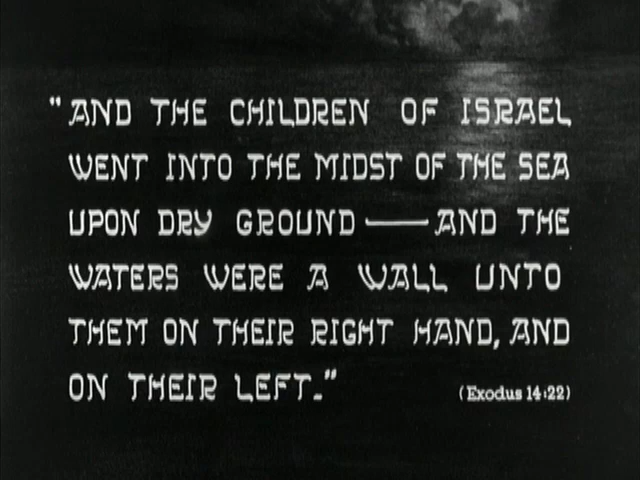 "AND THE CHILDREN OF ISRAEL
WENT INTO THE MIDST OF THE SEA
UPON DRY GROUND — AND THE
WATERS WERE A WALL UNTO
THEM ON THEIR RIGHT HAND, AND
ON THEIR LEFT."
(Exodus 14:22)